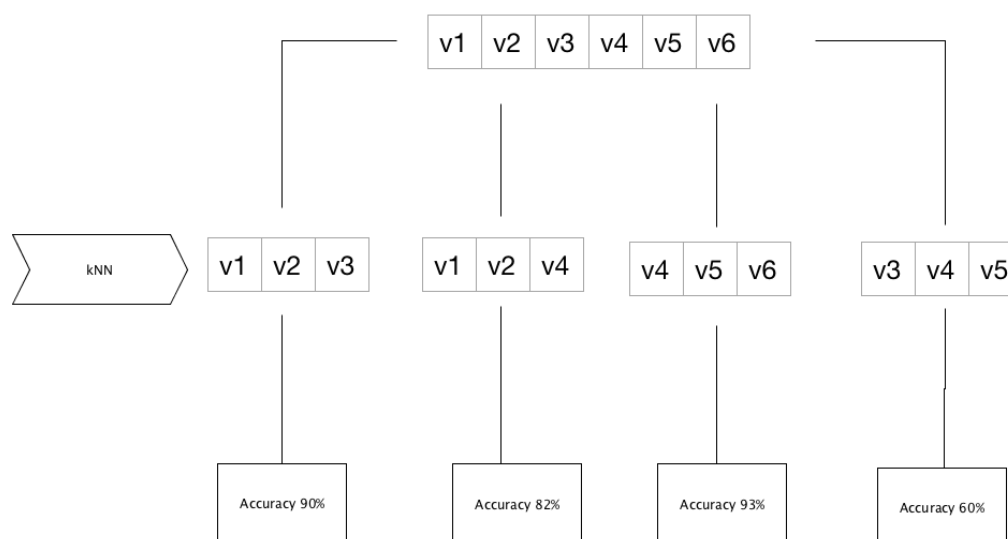 v1 v2 v3 v4 v5 v6
kNN
v1 v2 v3
v1 v2 v4
v4 v5 v6
v3 v4 v5
Accuracy 90%
Accuracy 82%
Accuracy 93%
Accuracy 60%